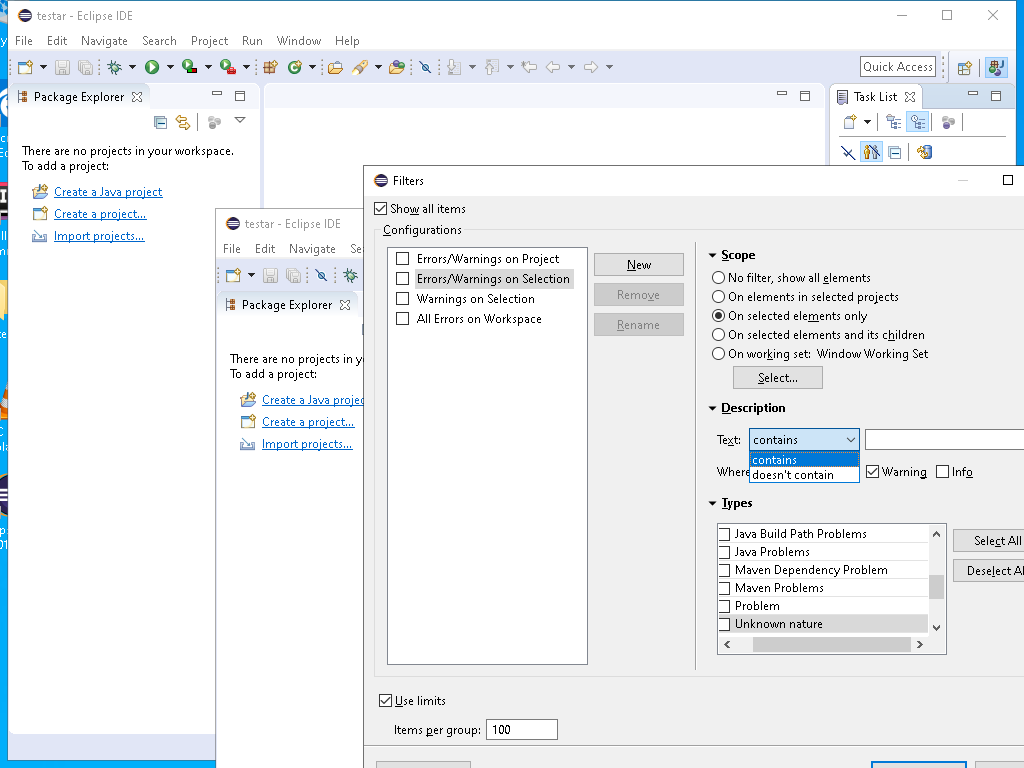 testar - Eclipse IDE
File Edit Navigate Search Project Run Window Help
Quick Access
Package Explorer
Task List
There are no projects in your workspace.
To add a project:
Create a Java project
Create a project...
Import projects...
testar - Eclipse IDE
File Edit Navigate Se
Package Explorer
There are no projects in y
To add a project:
Create a Java projec
Create a project...
Import projects...
Filters
Show all items
Configurations
Errors/Warnings on Project
Errors/Warnings on Selection
Warnings on Selection
All Errors on Workspace
New
Remove
Rename
Scope
No filter, show all elements
On elements in selected projects
On selected elements only
On selected elements and its children
On working set: Window Working Set
Select...
Description
Text: contains
contains
doesn't contain
Where
Warning
Info
Types
Java Build Path Problems
Java Problems
Maven Dependency Problem
Maven Problems
Problem
Unknown nature
Select All
Deselect Al
Use limits
Items per group: 100